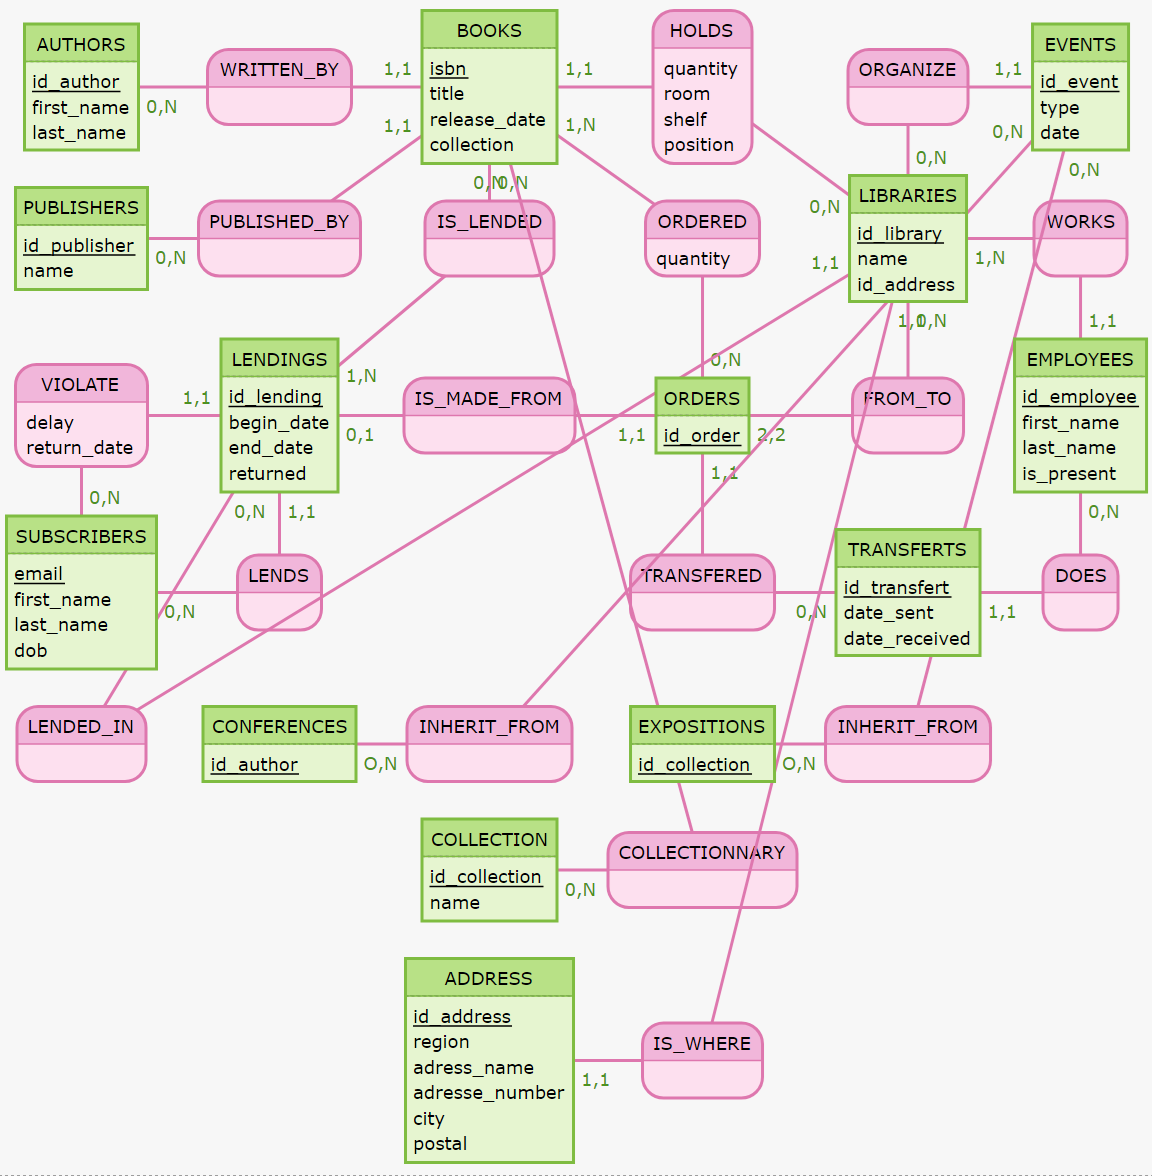 AUTHORS
id_author
first_name
last_name
0,N
WRITTEN_BY
1,1
BOOKS
isbn
title
release_date
collection
1,1
1,1
1,N
0,N
0,N
HOLDS
quantity
room
shelf
position
ORGANIZE
0,N
1,1
EVENTS
id_event
type
date
0,N
0,N
PUBLISHERS
id_publisher
name
0,N
PUBLISHED_BY
IS_LENDED
ORDERED
quantity
0,N
LIBRARIES
id_library
name
id_address
1,1
1,N
1,1
0,N
WORKS
1,1
VIOLATE
delay
return_date
1,1
0,N
LENDINGS
id_lending
begin_date
end_date
returned
1,N
0,1
0,N
1,1
IS_MADE_FROM
0,N
1,1
ORDERS
id_order
2,2
1,1
FROM_TO
EMPLOYEES
id_employee
first_name
last_name
is_present
0,N
SUBSCRIBERS
email
first_name
last_name
dob
0,N
LENDS
TRANSFERED
0,N
TRANSFERTS
id_transfert
date_sent
date_received
1,1
DOES
LENDED_IN
CONFERENCES
id_author
O,N
INHERIT_FROM
EXPOSITIONS
id_collection
O,N
INHERIT_FROM
COLLECTION
id_collection
name
0,N
COLLECTIONNARY
ADDRESS
id_address
region
adress_name
adresse_number
city
postal
1,1
IS_WHERE